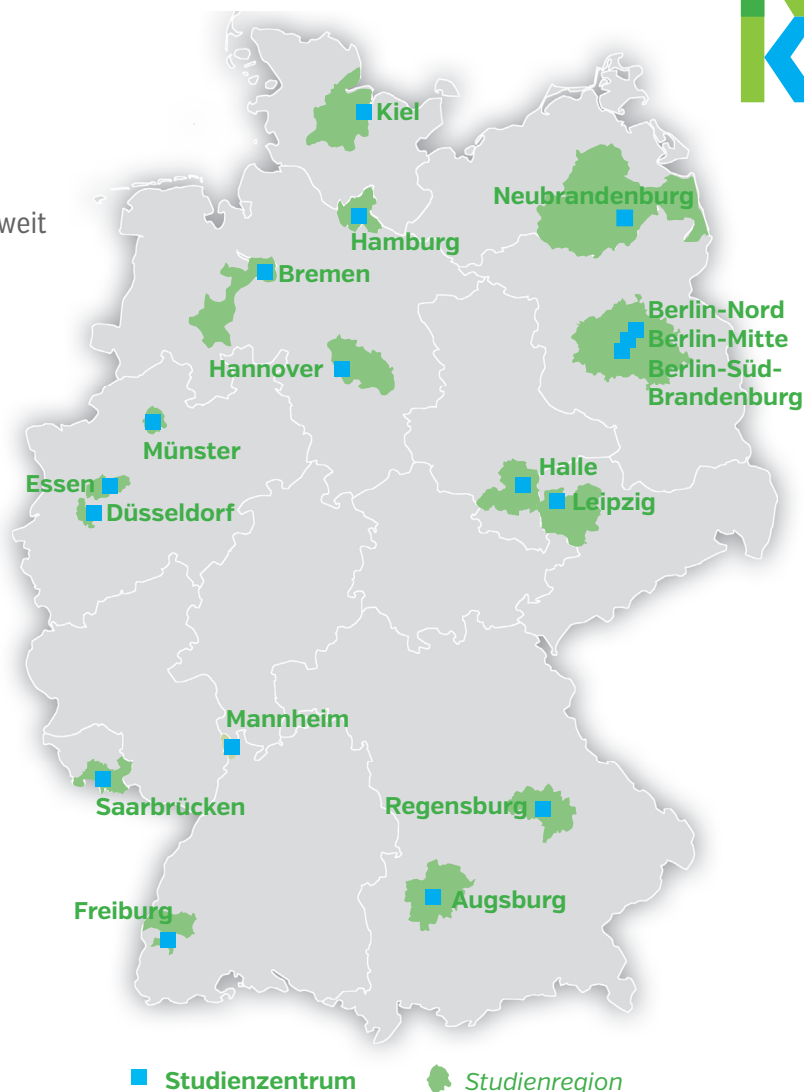 Kiel
weit
Neubrandenburg
Hamburg
Bremen
Berlin-Nord
Berlin-Mitte
Berlin-Süd-
Brandenburg
Hannover
Münster
Halle
Essen
Leipzig
Düsseldorf
Mannheim
Saarbrücken
Regensburg
Augsburg
Freiburg
Studienzentrum
Studienregion